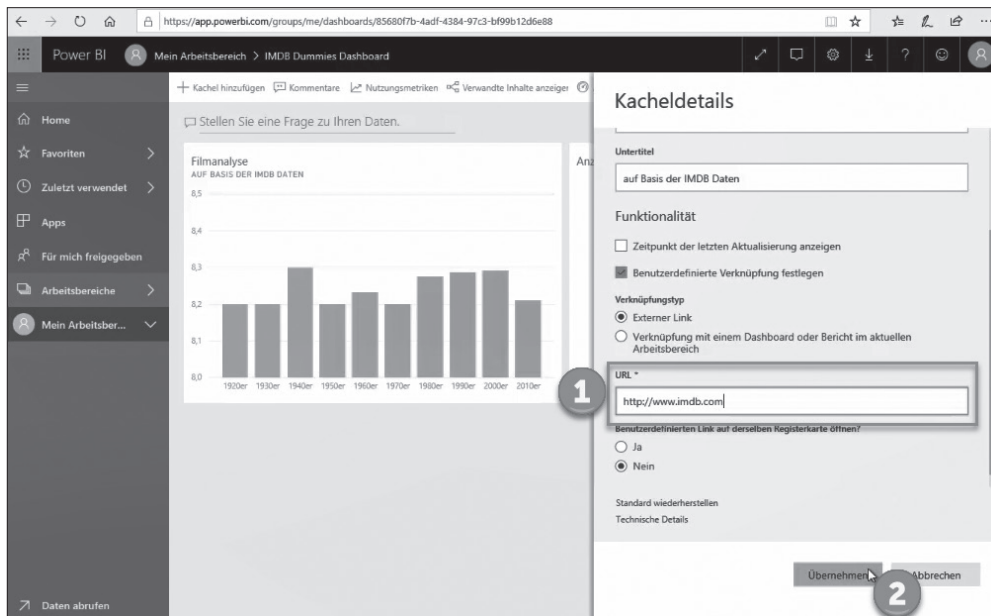 https://app.powerbi.com/groups/me/dashboards/85680f7b-4adf-4384-97c3-bf99b12d6e88
Power BI
Mein Arbeitsbereich > IMDB Dummies Dashboard
Home
Favoriten
Zuletzt verwendet
Apps
Für mich freigegeben
Arbeitsbereiche
Mein Arbeitsber...
Daten abrufen
+ Kachel hinzufügen Kommentare Nutzungsmetriken Verwandte Inhalte anzeigen
Stellen Sie eine Frage zu Ihren Daten.
Filmanalyse
AUF BASIS DER IMDB DATEN
8,5
8,4
8,3
8,2
8,1
8,0
1920er 1930er 1940er 1950er 1960er 1970er 1980er 1990er 2000er 2010er
Anz
Kacheldetails
Untertitel
auf Basis der IMDB Daten
Funktionalität
Zeitpunkt der letzten Aktualisierung anzeigen
Benutzerdefinierte Verknüpfung festlegen
Verknüpfungstyp
Externer Link
Verknüpfung mit einem Dashboard oder Bericht im aktuellen
Arbeitsbereich
URL *
1
http://www.imdb.com
Benutzerdefinierten Link auf derselben Registerkarte öffnen?
Ja
Nein
Standard wiederherstellen
Technische Details
Übernehmen
Abbrechen
2